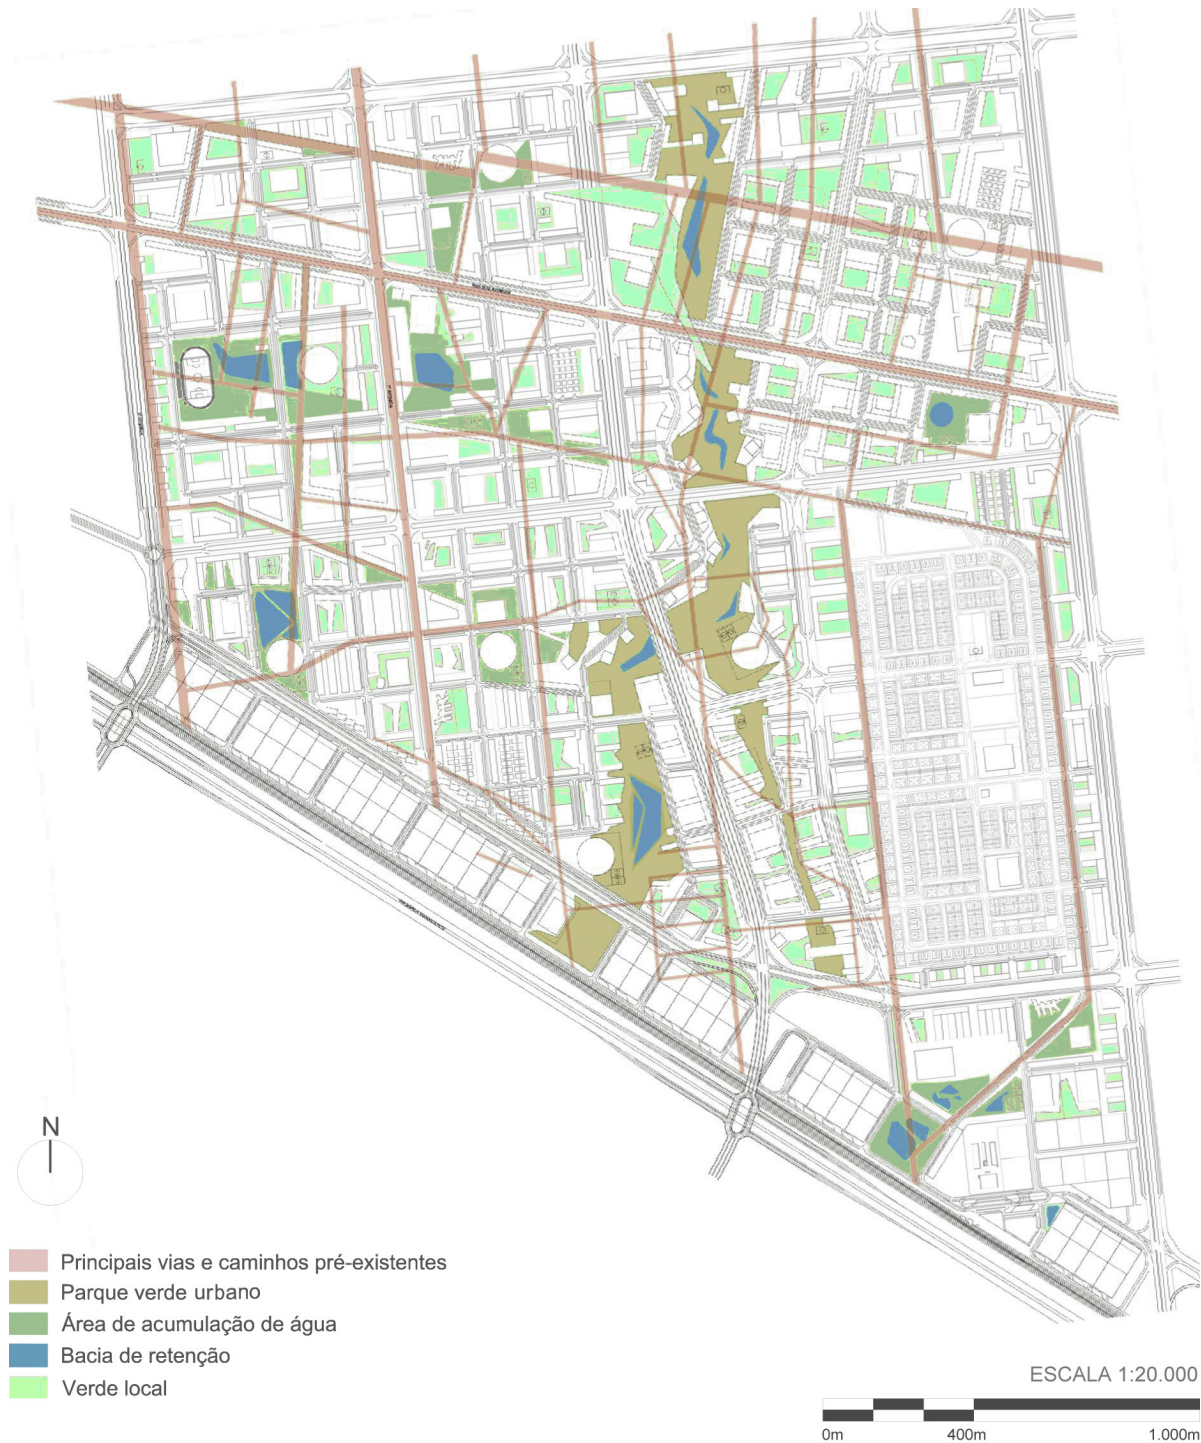 N
Principais vias e caminhos pré-existentes
Parque verde urbano
Área de acumulação de água
Bacia de retenção
Verde local
ESCALA 1:20.000
0m 400m 1.000m